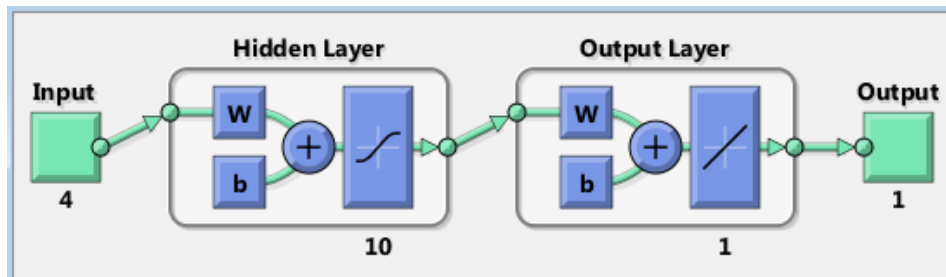 Hidden Layer
Output Layer
Input
Output
W
W
+
+
b
b
4
1
10
1